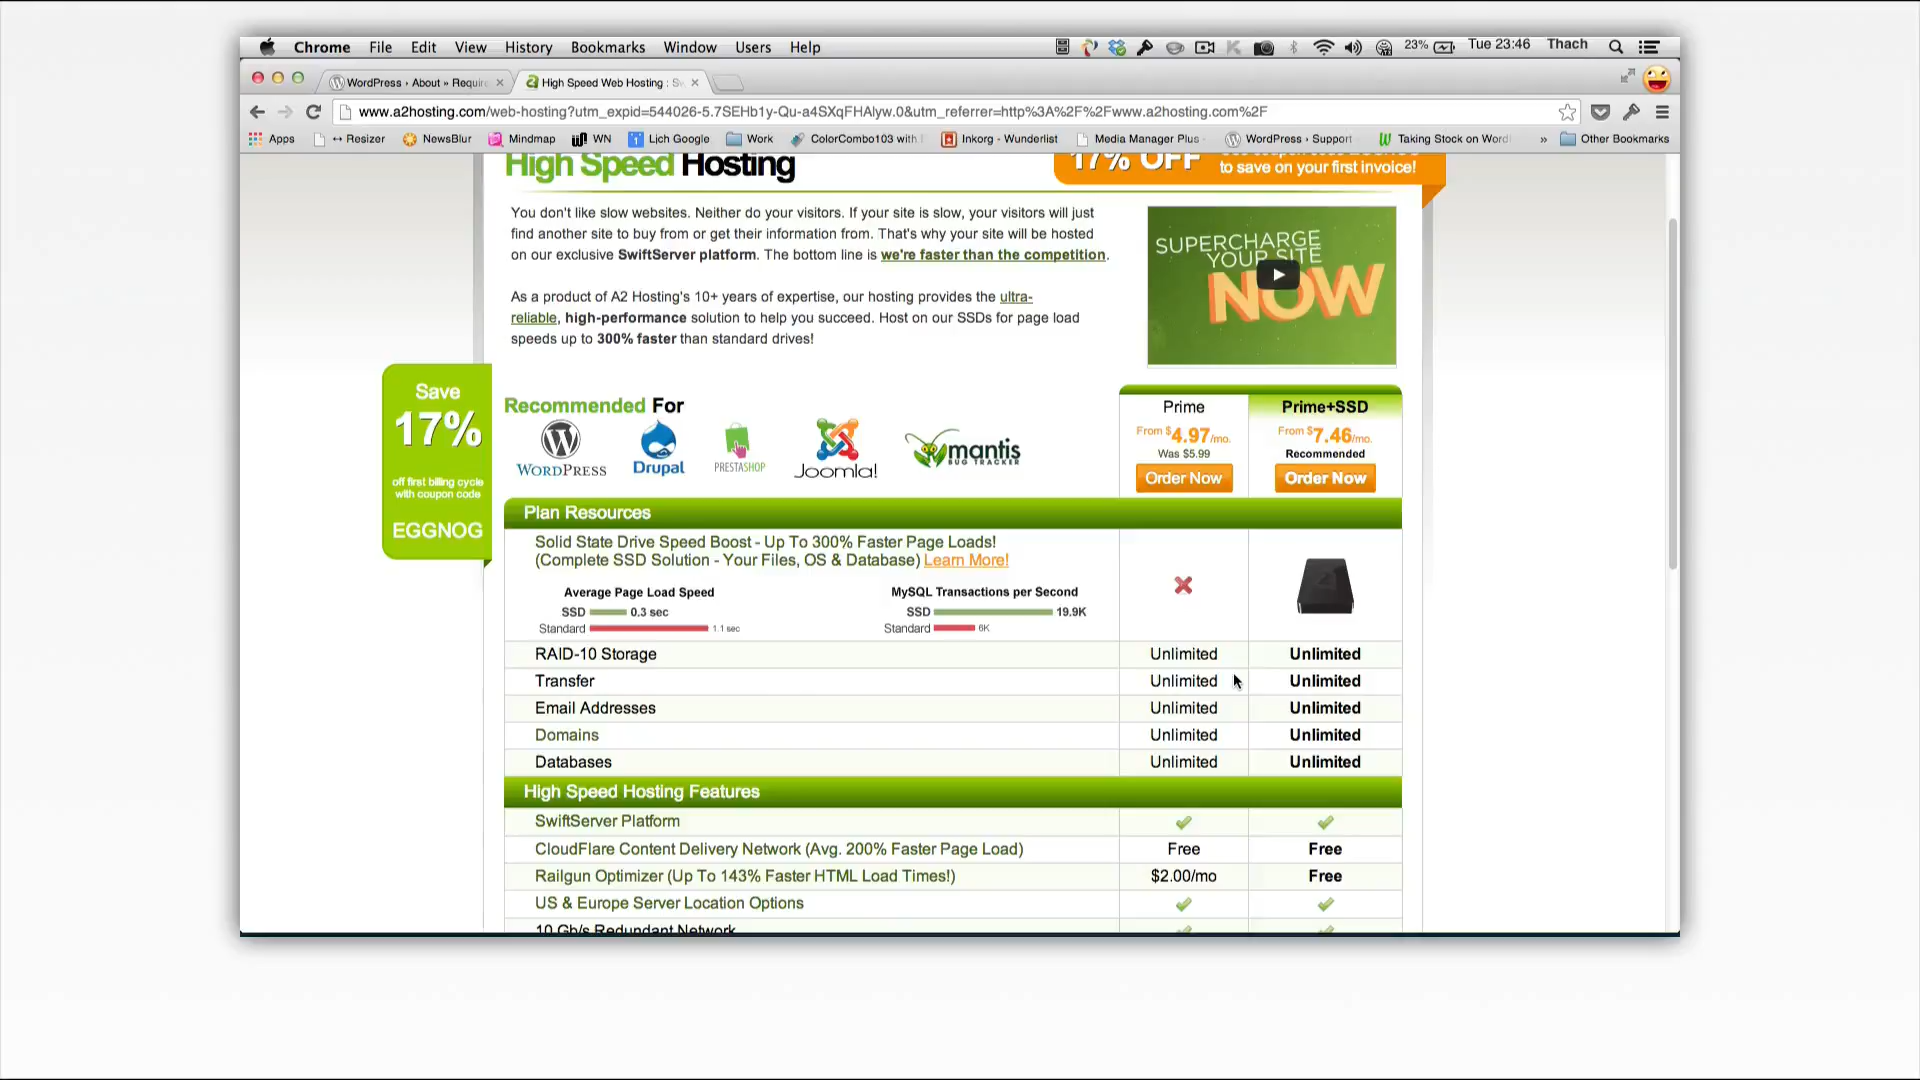 Chrome File Edit View History Bookmarks Window Users Help 23% Tue 23:46 Thach
WordPress › About » Require
High Speed Web Hosting : Sw
www.a2hosting.com/web-hosting?utm_expid=544026-5.7SEHb1y-Qu-a4SXqFHAlyw.0&utm_referrer=http%3A%2F%2Fwww.a2hosting.com%2F
Apps ↔ Resizer NewsBlur Mindmap WN Lịch Google Work ColorCombo103 with Inkorg - Wunderlist Media Manager Plus - WordPress › Support Taking Stock on Word » Other Bookmarks
High Speed Hosting
17% OFF
to save on your first invoice!
You don't like slow websites. Neither do your visitors. If your site is slow, your visitors will just
find another site to buy from or get their information from. That's why your site will be hosted
on our exclusive SwiftServer platform. The bottom line is we're faster than the competition.
As a product of A2 Hosting's 10+ years of expertise, our hosting provides the ultra-
reliable, high-performance solution to help you succeed. Host on our SSDs for page load
speeds up to 300% faster than standard drives!
SUPERCHARGE
YOUR SITE
NOW
Save
17%
off first billing cycle
with coupon code
EGGNOG
Recommended For
WORDPRESS Drupal PRESTASHOP Joomla! mantis
BUG TRACKER
Prime Prime+SSD
From $4.97/mo. From $7.46/mo.
Was $5.99 Recommended
Order Now Order Now
Plan Resources
Solid State Drive Speed Boost - Up To 300% Faster Page Loads!
(Complete SSD Solution - Your Files, OS & Database) Learn More!
Average Page Load Speed MySQL Transactions per Second
SSD 0.3 sec SSD 19.9K
Standard 1.1 sec Standard 6K
RAID-10 Storage Unlimited Unlimited
Transfer Unlimited Unlimited
Email Addresses Unlimited Unlimited
Domains Unlimited Unlimited
Databases Unlimited Unlimited
High Speed Hosting Features
SwiftServer Platform
CloudFlare Content Delivery Network (Avg. 200% Faster Page Load) Free Free
Railgun Optimizer (Up To 143% Faster HTML Load Times!) $2.00/mo Free
US & Europe Server Location Options
10 Gb/s Redundant Network